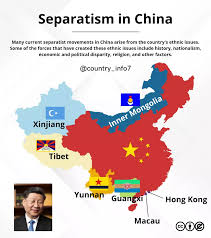 Separatism in China
Many current separatist movements in China arise from the country's ethnic issues.
Some of the forces that have created these ethnic issues include history, nationalism,
economic and political disparity, religion, and other factors.
@country_info7
Inner Mongolia
Xinjiang
Tibet
Yunnan
Guangxi
Hong Kong
Macau